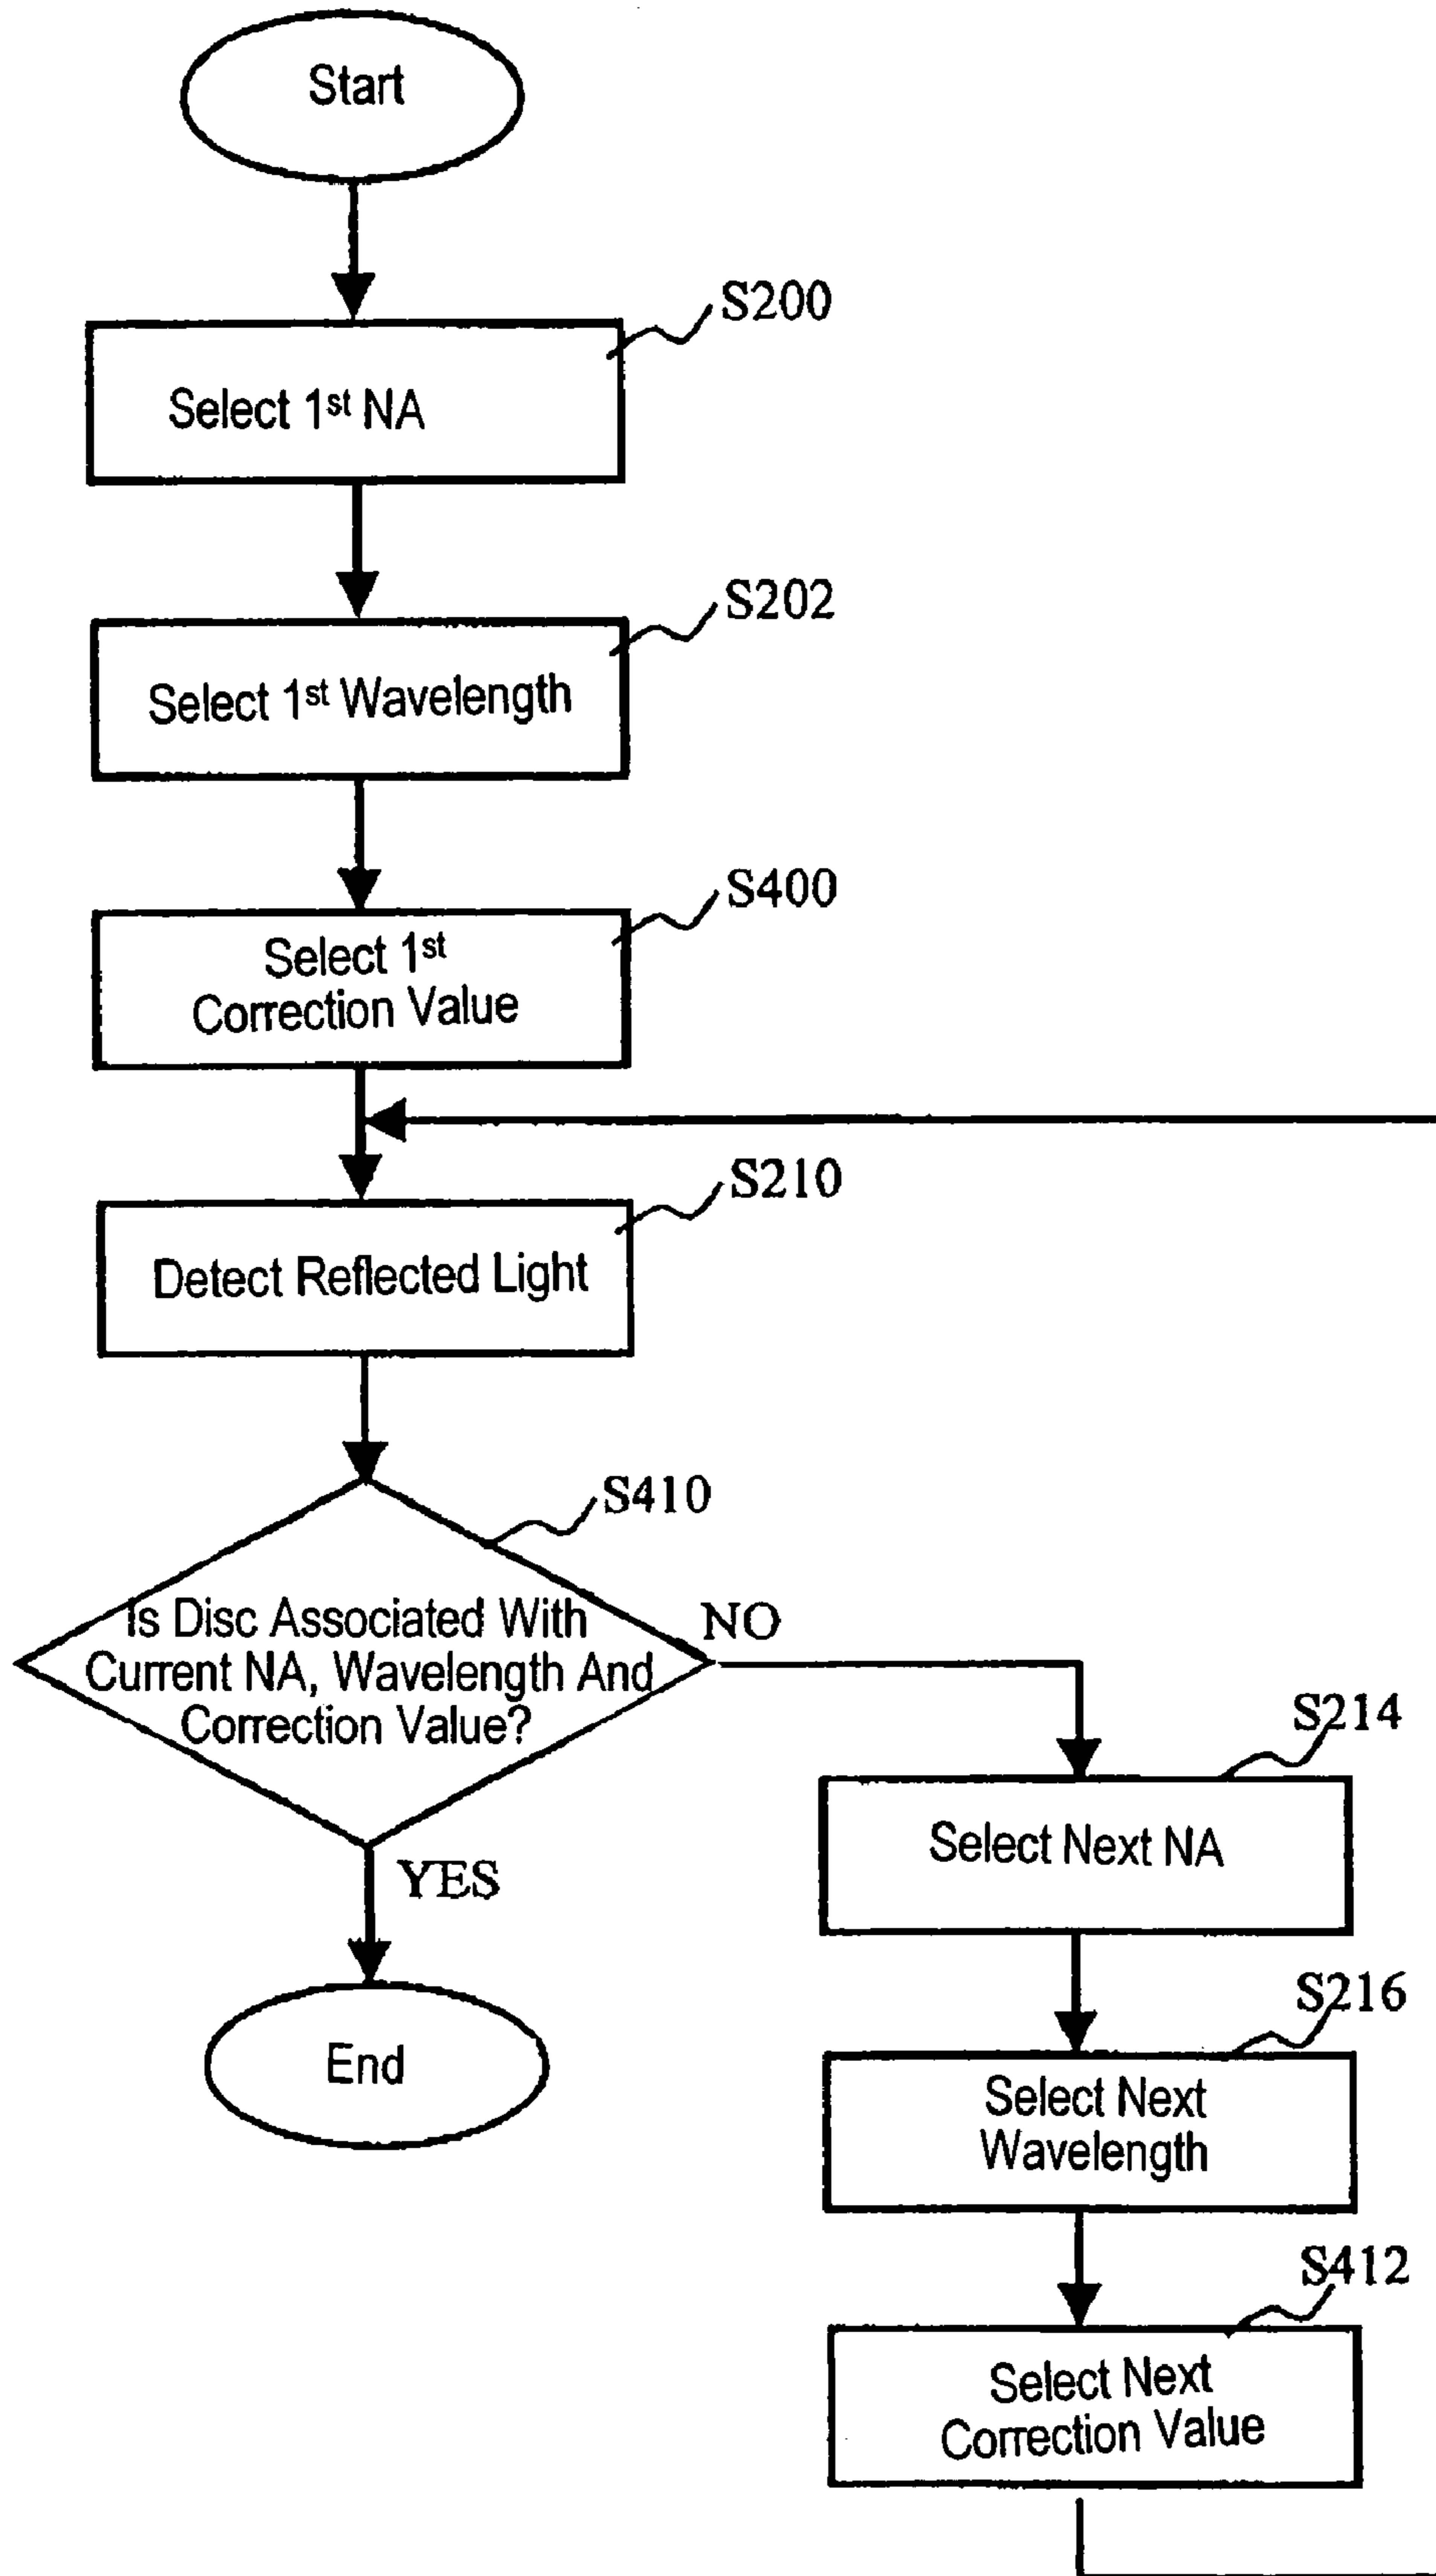 Start
S200
Select 1st NA
S202
Select 1st Wavelength
S400
Select 1st
Correction Value
S210
Detect Reflected Light
S410
Is Disc Associated With
Current NA, Wavelength And
Correction Value?
NO
YES
End
S214
Select Next NA
S216
Select Next
Wavelength
S412
Select Next
Correction Value